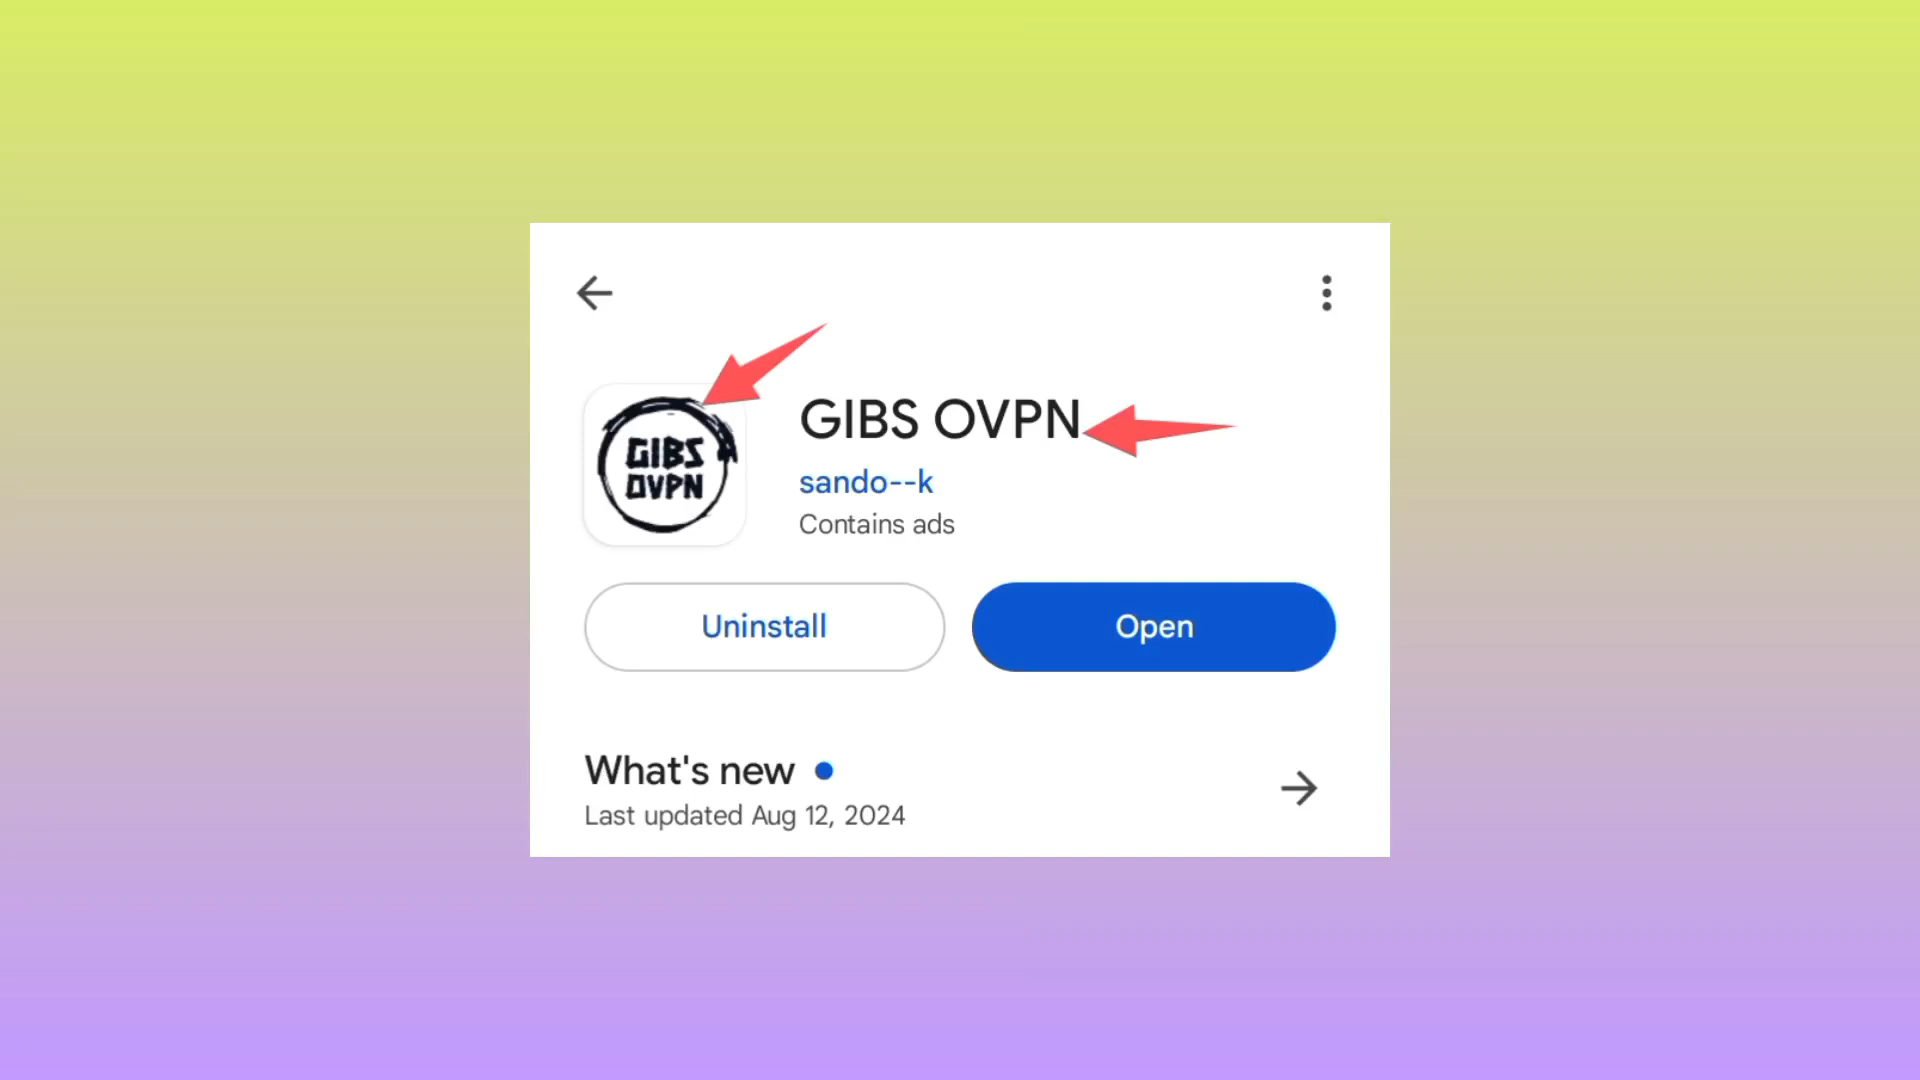 GIBS
OVPN
GIBS OVPN
sando--k
Contains ads
Uninstall
Open
What's new
Last updated Aug 12, 2024